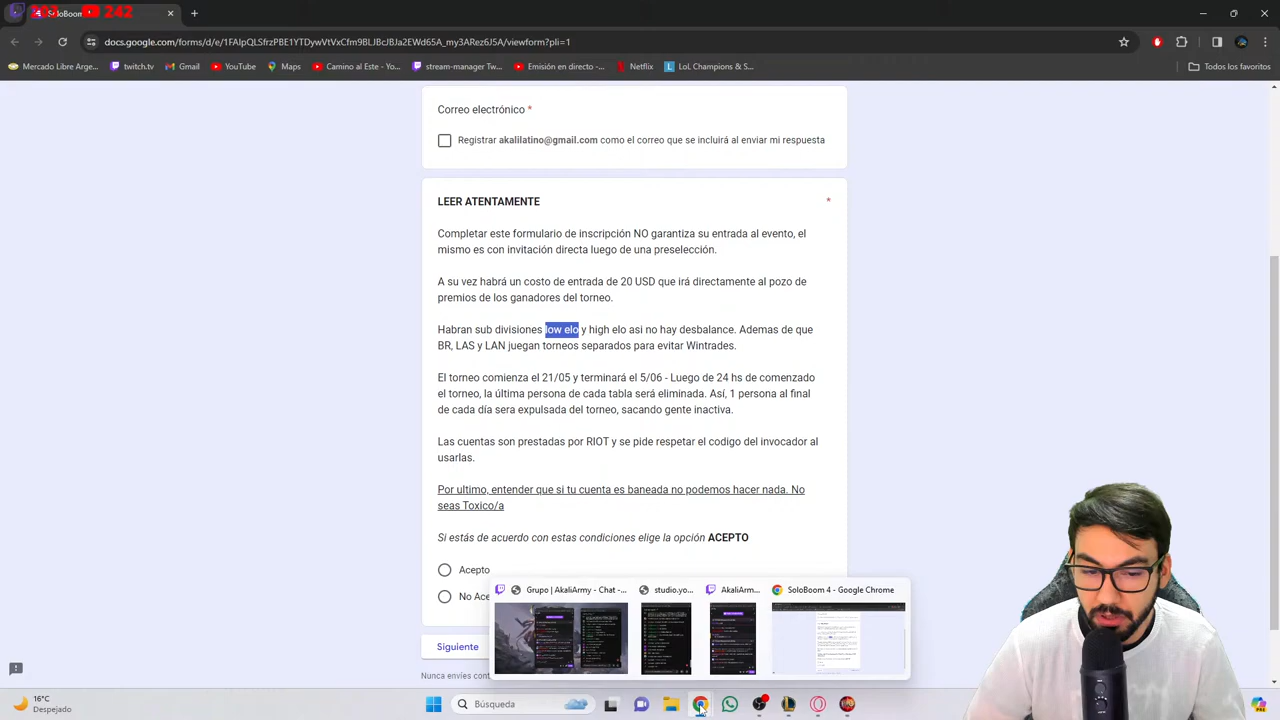 203 242
SoloBoom
docs.google.com/forms/d/e/1FAIpQLSfrzPBE1YTDywVtVxCfm9BLJBcJBJa2EWd65A_my3ARez6J5A/viewform?pli=1
Mercado Libre Arge... twitch.tv Gmail YouTube Maps Camino al Este - Yo... stream-manager Tw... Emisión en directo -... Netflix LoL Champions & S... Todos los favoritos
Correo electrónico *
Registrar akalilatino@gmail.com como el correo que se incluirá al enviar mi respuesta
LEER ATENTAMENTE *
Completar este formulario de inscripción NO garantiza su entrada al evento, el
mismo es con invitación directa luego de una preselección.
A su vez habrá un costo de entrada de 20 USD que irá directamente al pozo de
premios de los ganadores del torneo.
Habran sub divisiones low elo y high elo asi no hay desbalance. Ademas de que
BR, LAS y LAN juegan torneos separados para evitar Wintrades.
El torneo comienza el 21/05 y terminará el 5/06 - Luego de 24 hs de comenzado
el torneo, la última persona de cada tabla será eliminada. Así, 1 persona al final
de cada día sera expulsada del torneo, sacando gente inactiva.
Las cuentas son prestadas por RIOT y se pide respetar el codigo del invocador al
usarlas.
Por ultimo, entender que si tu cuenta es baneada no podemos hacer nada. No
seas Toxico/a
Si estás de acuerdo con estas condiciones elige la opción ACEPTO
Acepto
No Ace
Grupo | AkaliArmy - Chat -... studio.yo... AkaliArm... SoloBoom 4 - Google Chrome
Siguiente
Nunca envíes cont
16°C
Despejado
Búsqueda